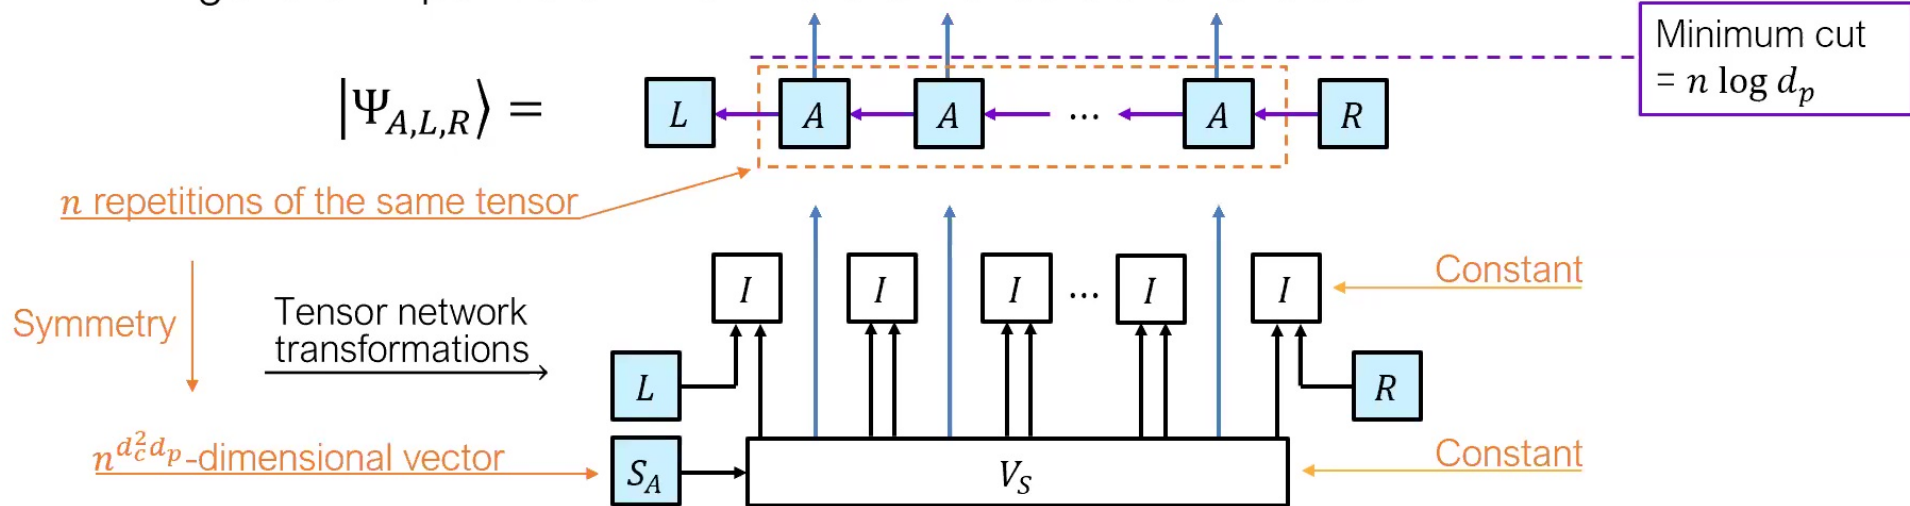 Minimum cut
= n log d_p
|Ψ_{A,L,R}⟩ =
L A A ... A R
n repetitions of the same tensor
I I I ... I I
Constant
Symmetry
Tensor network
transformations
L R
n^{d_c^2 d_p}-dimensional vector
S_A V_S
Constant